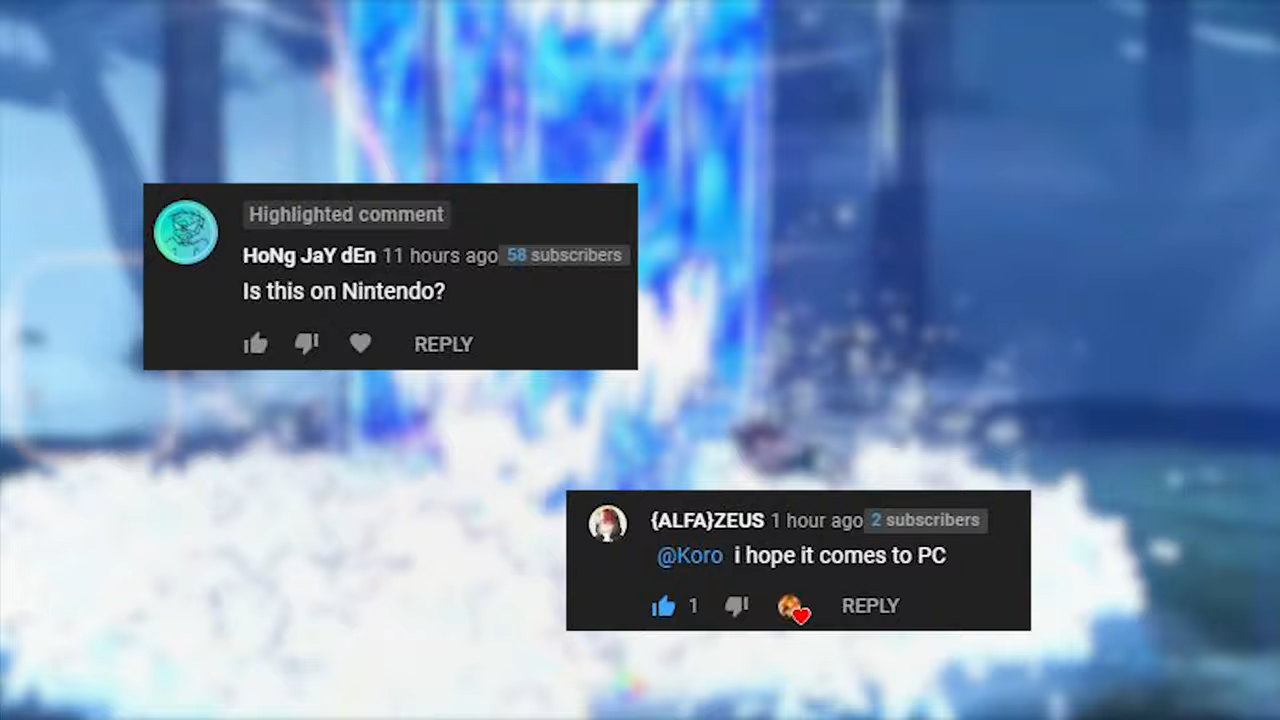 Highlighted comment
HoNg JaY dEn 11 hours ago 58 subscribers
Is this on Nintendo?
REPLY
{ALFA}ZEUS 1 hour ago 2 subscribers
@Koro i hope it comes to PC
1 REPLY